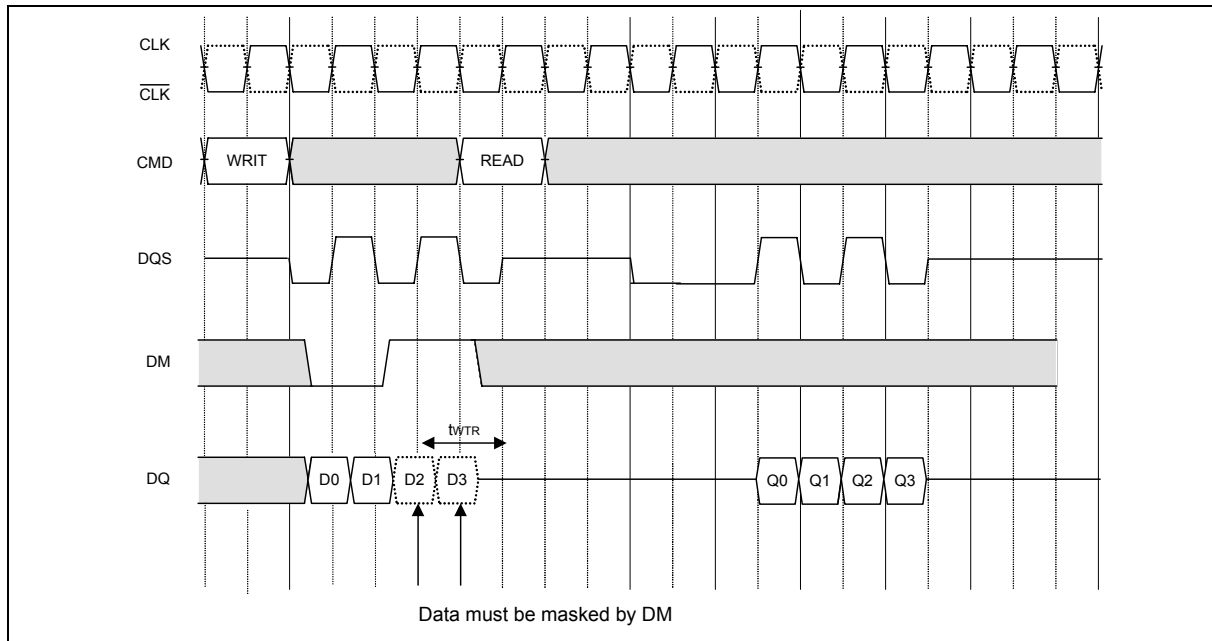 CLK
CLK
CMD WRIT READ
DQS
DM
tWTR
DQ D0 D1 D2 D3 Q0 Q1 Q2 Q3
Data must be masked by DM